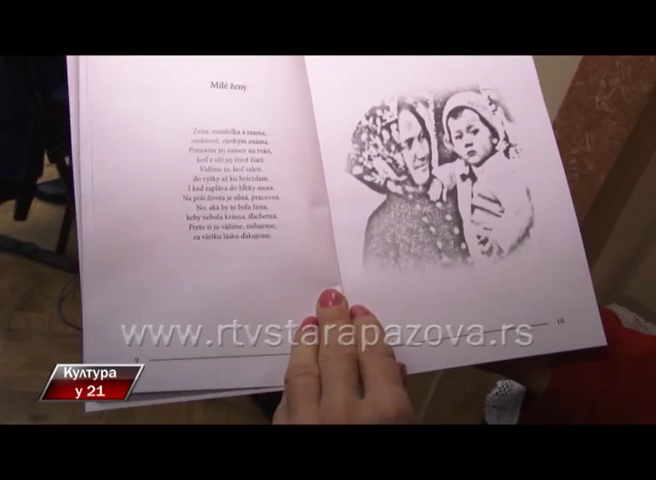 Milé ženy
Žena, manželka a mama,
osobnosť, všetkým známa.
Poznáme jej úsmev na tvári,
keď z očí jej život žiari.
Vidíme ju, keď zaletí,
do výšky až ku hviezdam.
I keď zapláva do hĺbky mora.
Na poli života je silná, pracovná.
No, aká by to bola žena,
keby nebola krásna, šľachetná.
Preto si ju vážime, milujeme,
za všetku lásku ďakujeme.
9
10
www.rtvstarapazova.rs
Култура
у 21